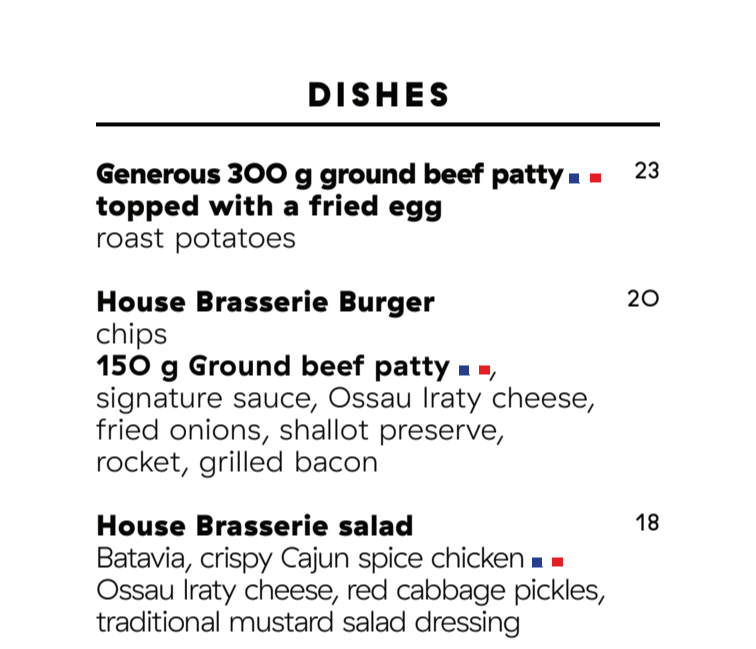 DISHES
Generous 300 g ground beef patty 23
topped with a fried egg
roast potatoes
House Brasserie Burger 20
chips
150 g Ground beef patty ,
signature sauce, Ossau Iraty cheese,
fried onions, shallot preserve,
rocket, grilled bacon
House Brasserie salad 18
Batavia, crispy Cajun spice chicken
Ossau Iraty cheese, red cabbage pickles,
traditional mustard salad dressing